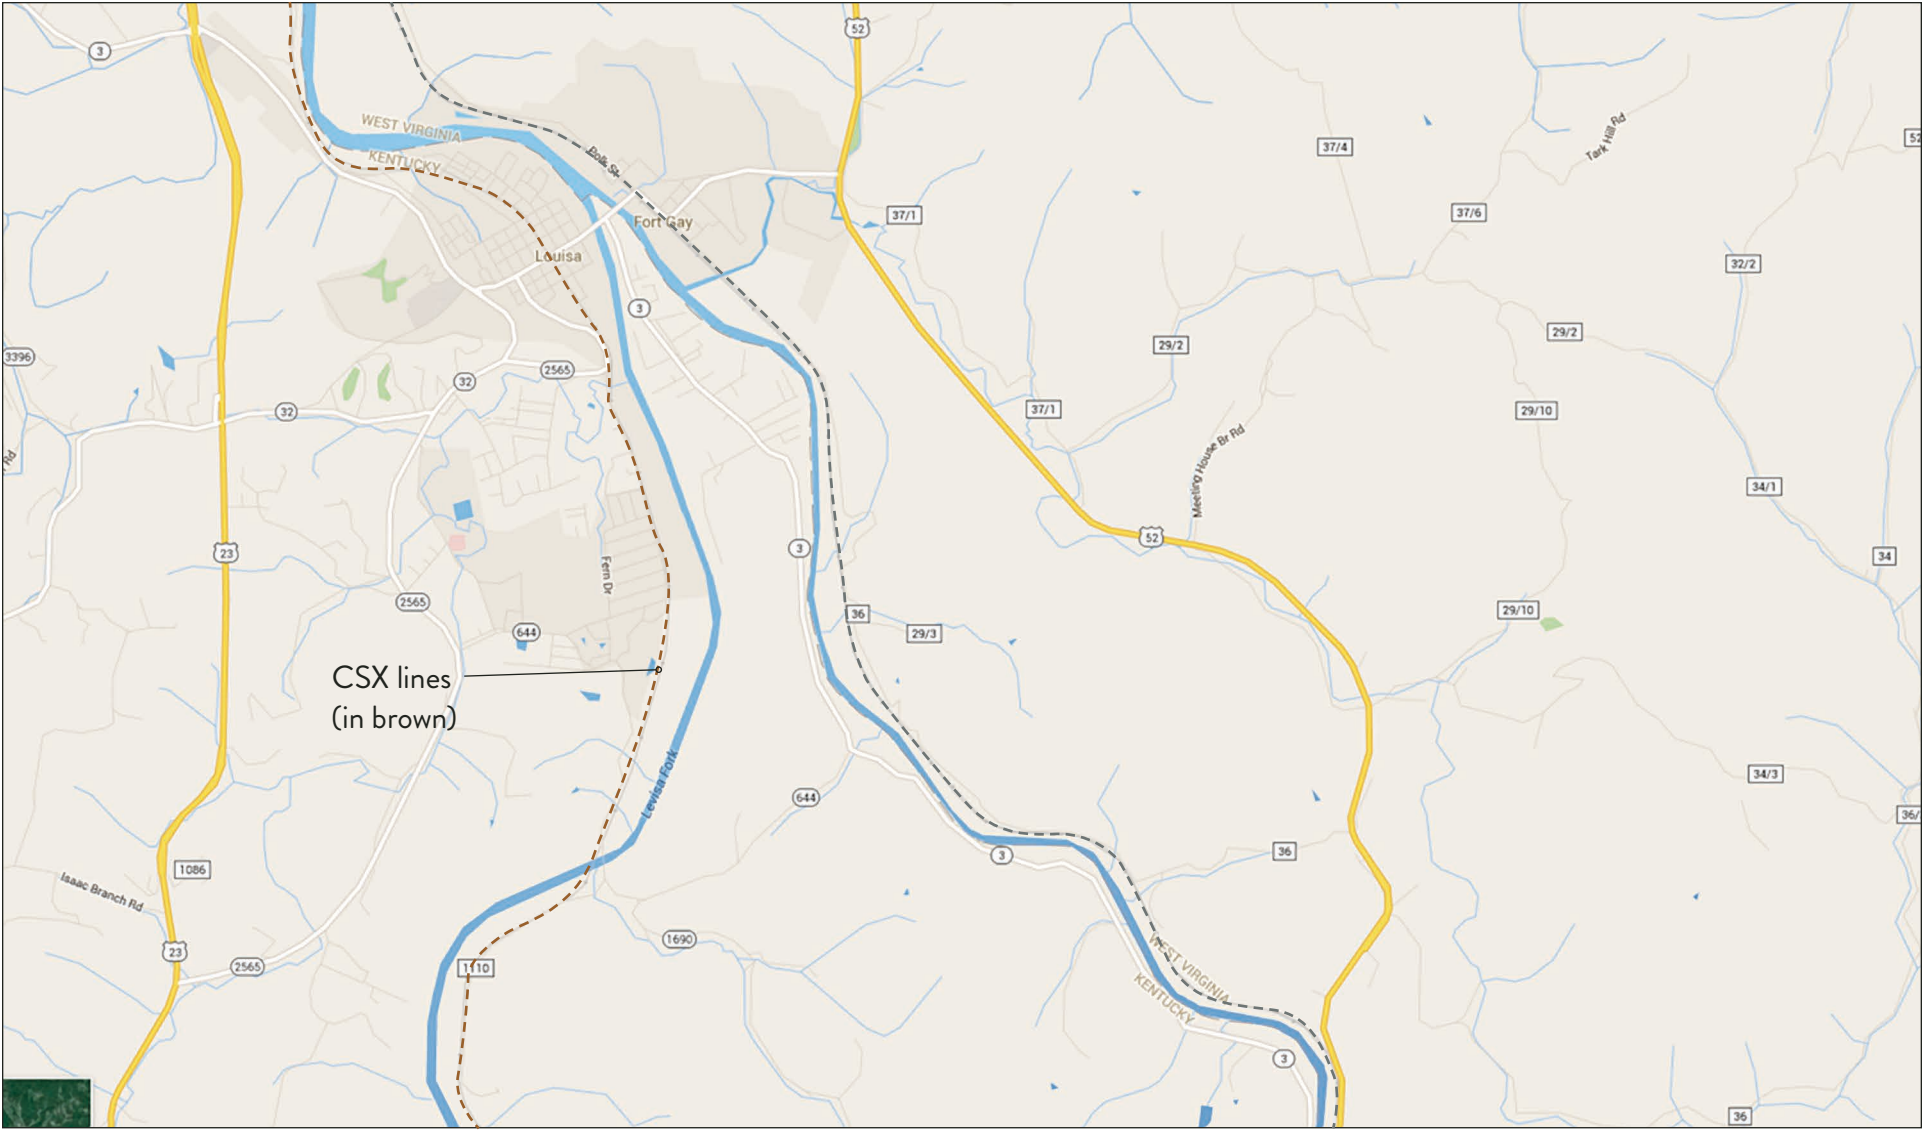 3
52
WEST VIRGINIA
KENTUCKY
Polk St
37/4
Tark Hill Rd
52
37/1
37/6
Fort Gay
Louisa
32/2
3
29/2
29/2
3396
2565
32
32
37/1
29/10
Meeting House Br Rd
Rd
34/1
3
52
23
34
Fern Dr
2565
36
29/10
644
29/3
CSX lines
(in brown)
Levisa Fork
34/3
644
36/
3
36
1086
Isaac Branch Rd
1690
23
2565
1110
WEST VIRGINIA
KENTUCKY
3
36